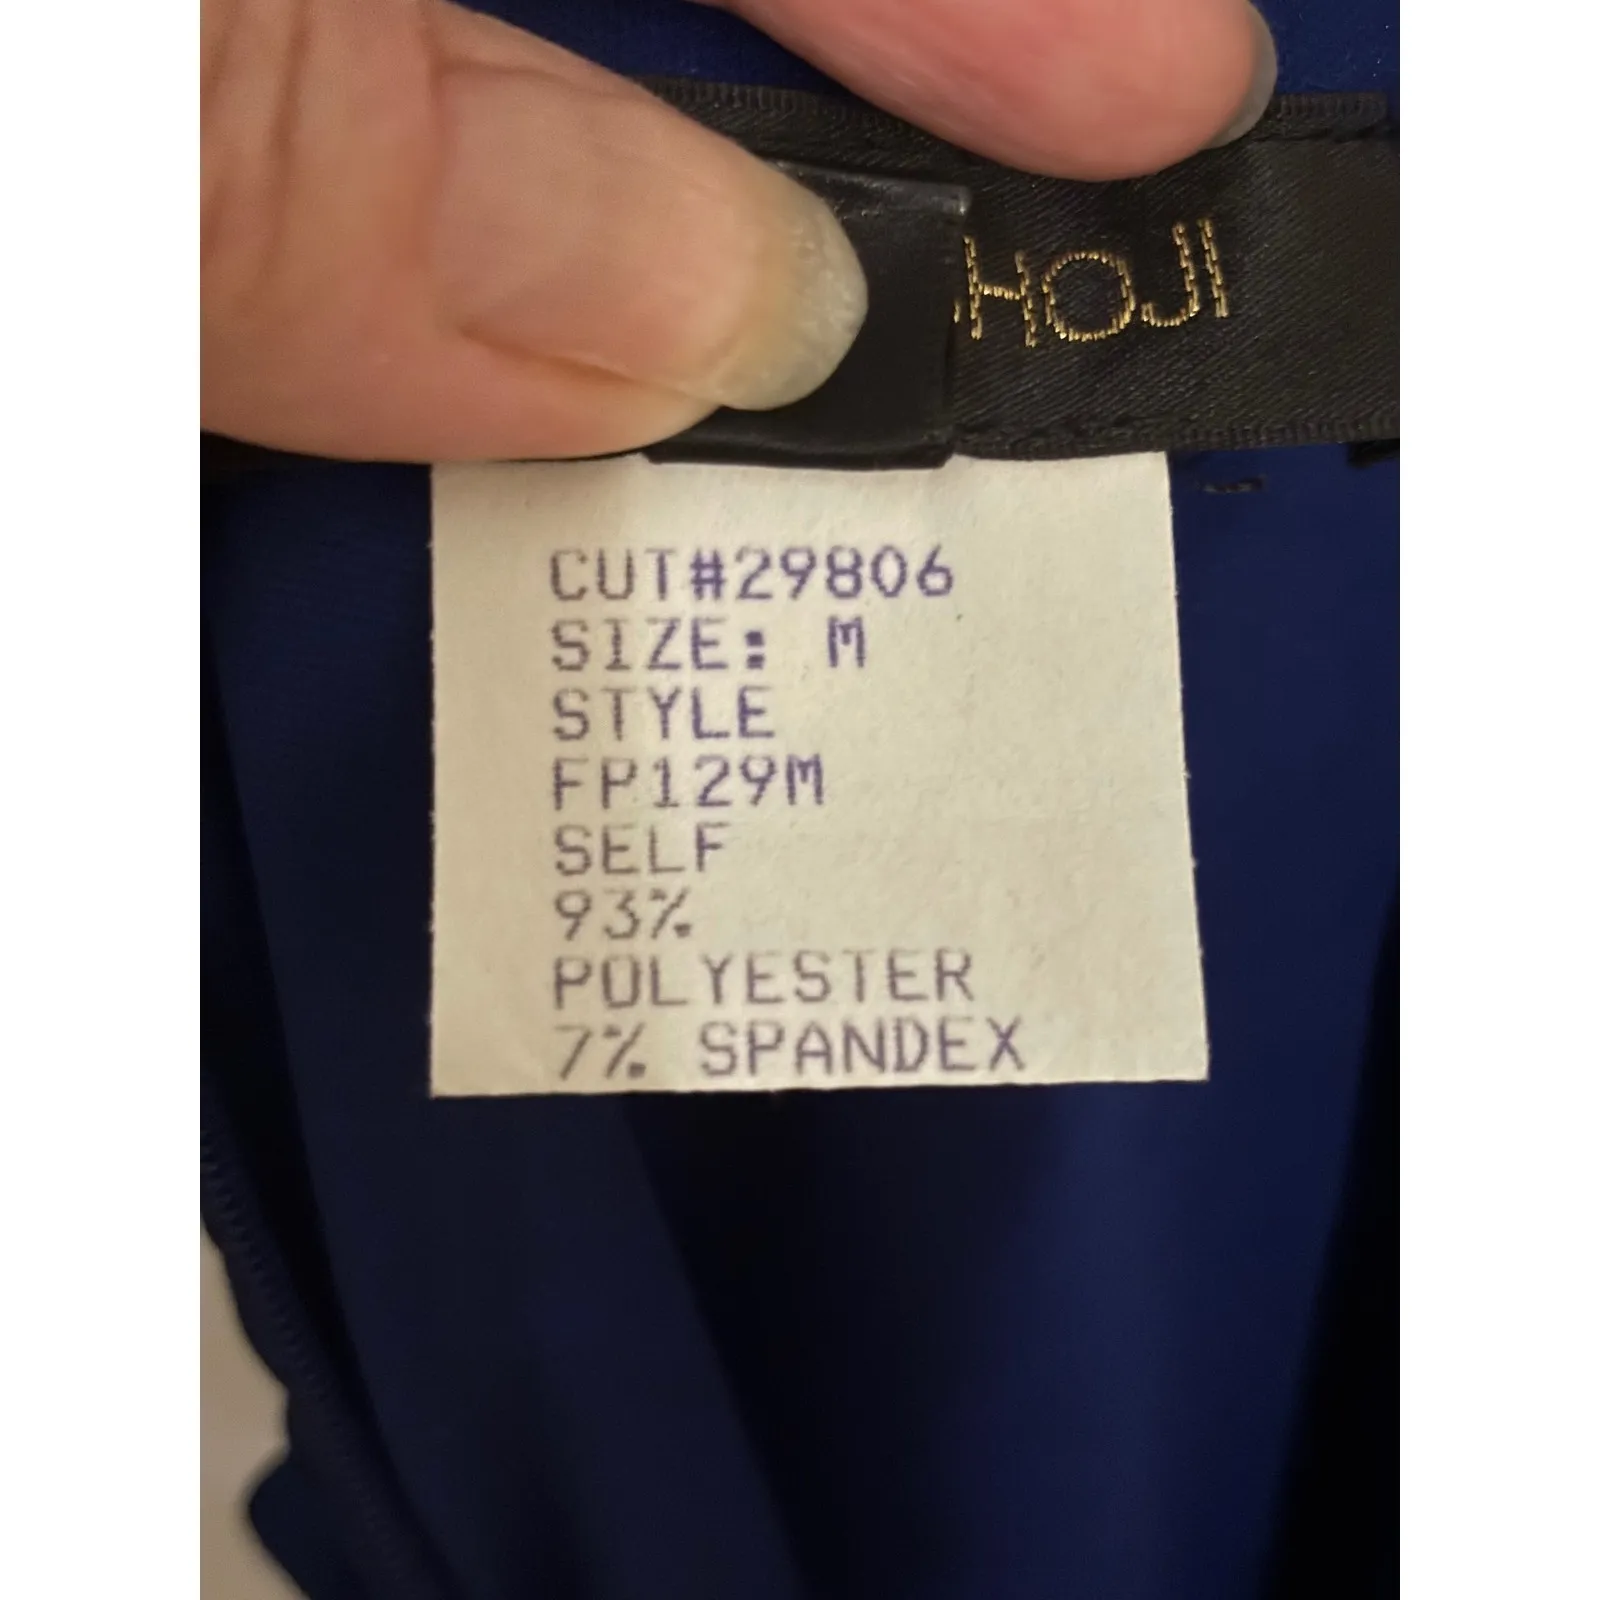 HOJI
CUT#29806
SIZE: M
STYLE
FP129M
SELF
93%
POLYESTER
7% SPANDEX